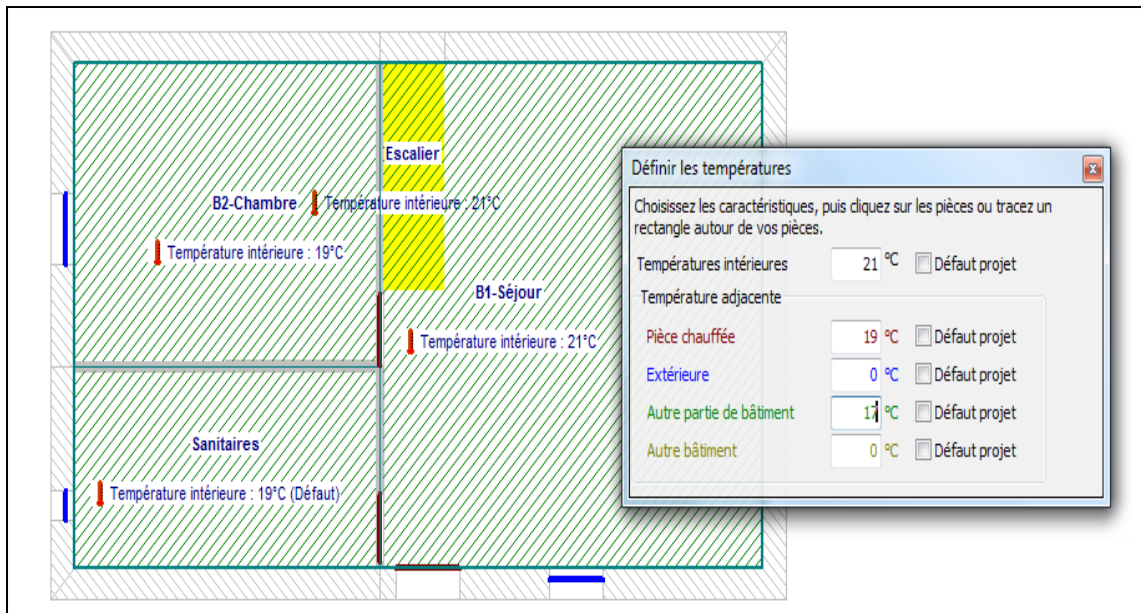 Escalier
B2-Chambre
Température intérieure : 21°C
Température intérieure : 19°C
B1-Séjour
Température intérieure : 21°C
Sanitaires
Température intérieure : 19°C (Défaut)
Définir les températures
Choisissez les caractéristiques, puis cliquez sur les pièces ou tracez un
rectangle autour de vos pièces.
Températures intérieures 21 °C Défaut projet
Température adjacente
Pièce chauffée 19 °C Défaut projet
Extérieure 0 °C Défaut projet
Autre partie de bâtiment 17 °C Défaut projet
Autre bâtiment 0 °C Défaut projet